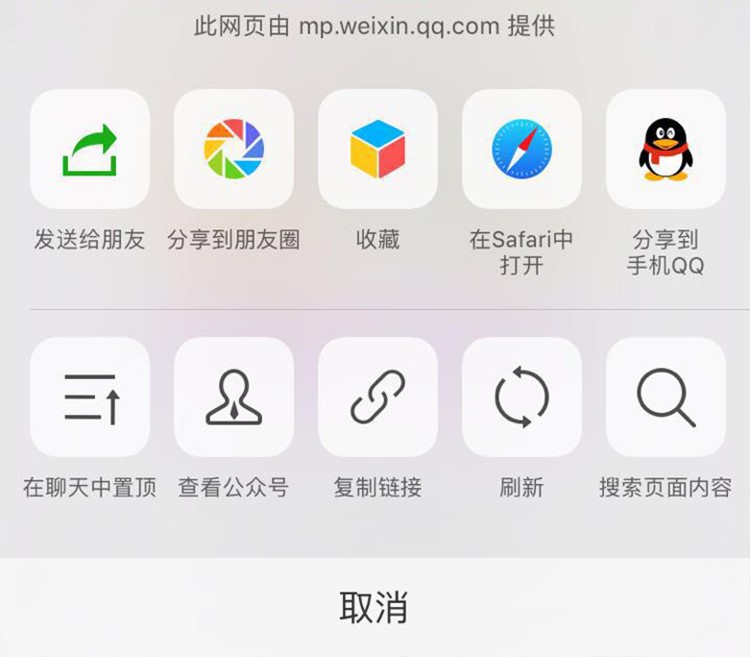 此网页由 mp.weixin.qq.com 提供
发送给朋友
分享到朋友圈
收藏
在Safari中
打开
分享到
手机QQ
在聊天中置顶
查看公众号
复制链接
刷新
搜索页面内容
取消